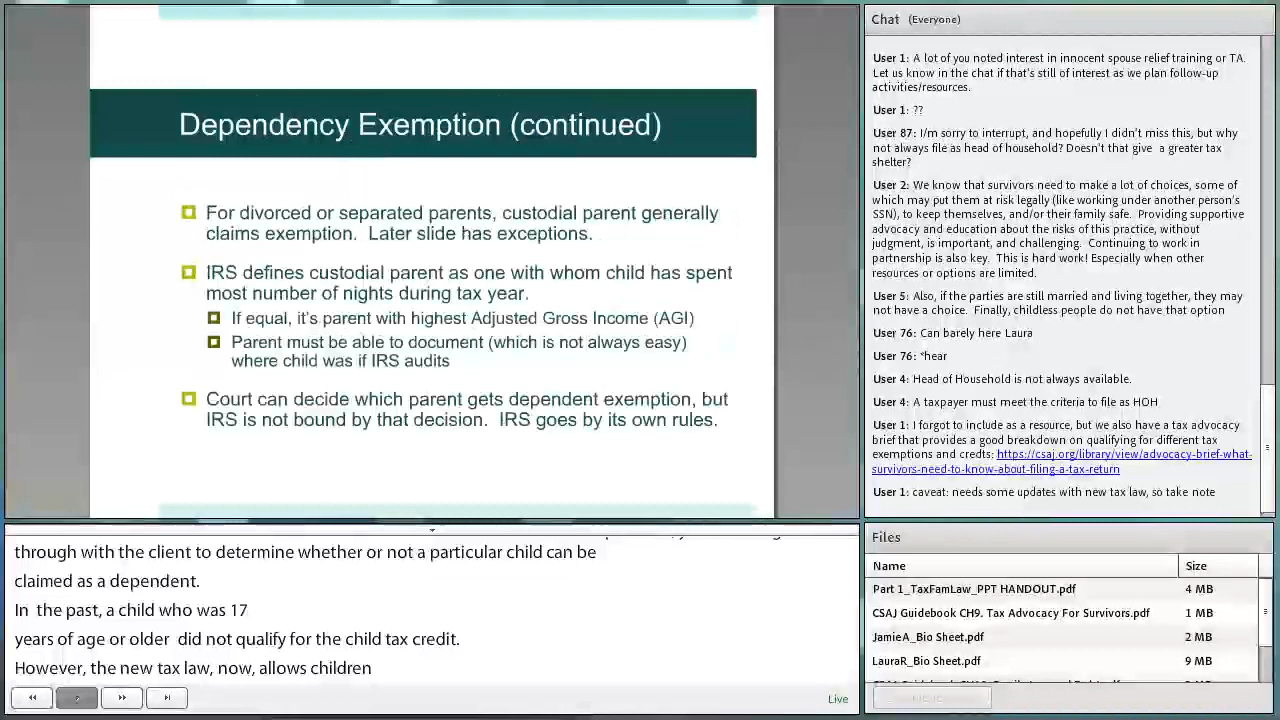 Dependency Exemption (continued)
For divorced or separated parents, custodial parent generally
claims exemption.  Later slide has exceptions.
IRS defines custodial parent as one with whom child has spent
most number of nights during tax year.
If equal, it's parent with highest Adjusted Gross Income (AGI)
Parent must be able to document (which is not always easy)
where child was if IRS audits
Court can decide which parent gets dependent exemption, but
IRS is not bound by that decision.  IRS goes by its own rules.
through with the client to determine whether or not a particular child can be
claimed as a dependent.
In  the past, a child who was 17
years of age or older  did not qualify for the child tax credit.
However, the new tax law, now, allows children
Live
Chat (Everyone)
User 1: A lot of you noted interest in innocent spouse relief training or TA.
Let us know in the chat if that's still of interest as we plan follow-up
activities/resources.
User 1: ??
User 87: I/m sorry to interrupt, and hopefully I didn't miss this, but why
not always file as head of household? Doesn't that give  a greater tax
shelter?
User 2: We know that survivors need to make a lot of choices, some of
which may put them at risk legally (like working under another person's
SSN), to keep themselves, and/or their family safe.  Providing supportive
advocacy and education about the risks of this practice, without
judgment, is important, and challenging.  Continuing to work in
partnership is also key.  This is hard work! Especially when other
resources or options are limited.
User 5: Also, if the parties are still married and living together, they may
not have a choice.  Finally, childless people do not have that option
User 76: Can barely here Laura
User 76: *hear
User 4: Head of Household is not always available.
User 4: A taxpayer must meet the criteria to file as HOH
User 1: I forgot to include as a resource, but we also have a tax advocacy
brief that provides a good breakdown on qualifying for different tax
exemptions and credts: https://csaj.org/library/view/advocacy-brief-what-
survivors-need-to-know-about-filing-a-tax-return
User 1: caveat: needs some updates with new tax law, so take note
Files
Name Size
Part 1_TaxFamLaw_PPT HANDOUT.pdf 4 MB
CSAJ Guidebook CH9. Tax Advocacy For Survivors.pdf 1 MB
JamieA_Bio Sheet.pdf 2 MB
LauraR_Bio Sheet.pdf 9 MB